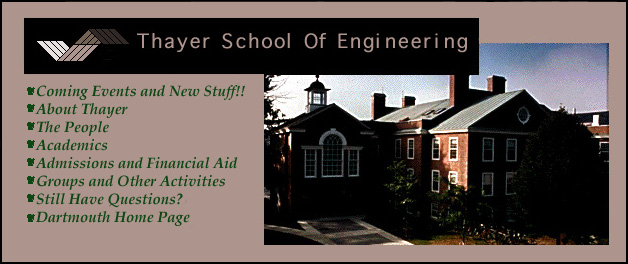 Thayer School Of Engineering
Coming Events and New Stuff!!
About Thayer
The People
Academics
Admissions and Financial Aid
Groups and Other Activities
Still Have Questions?
Dartmouth Home Page